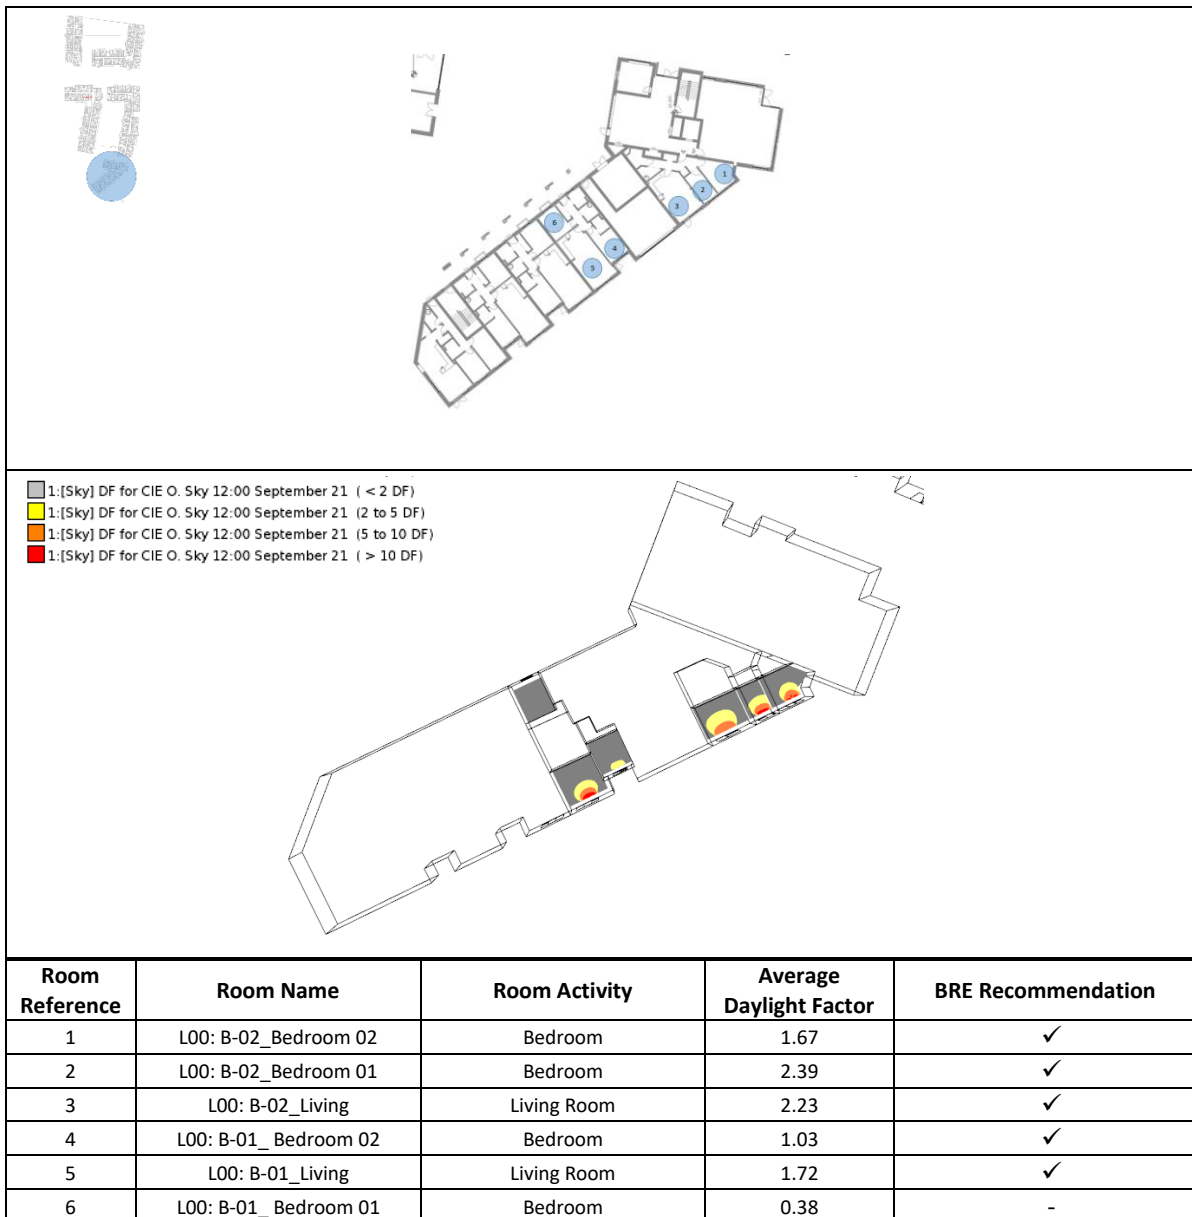 1
2
3
4
5
6
1:[Sky] DF for CIE O. Sky 12:00 September 21 ( < 2 DF)
1:[Sky] DF for CIE O. Sky 12:00 September 21 (2 to 5 DF)
1:[Sky] DF for CIE O. Sky 12:00 September 21 (5 to 10 DF)
1:[Sky] DF for CIE O. Sky 12:00 September 21 ( > 10 DF)
Room Reference Room Name Room Activity Average Daylight Factor BRE Recommendation
1 L00: B-02_Bedroom 02 Bedroom 1.67 ✓
2 L00: B-02_Bedroom 01 Bedroom 2.39 ✓
3 L00: B-02_Living Living Room 2.23 ✓
4 L00: B-01_ Bedroom 02 Bedroom 1.03 ✓
5 L00: B-01_Living Living Room 1.72 ✓
6 L00: B-01_ Bedroom 01 Bedroom 0.38 -